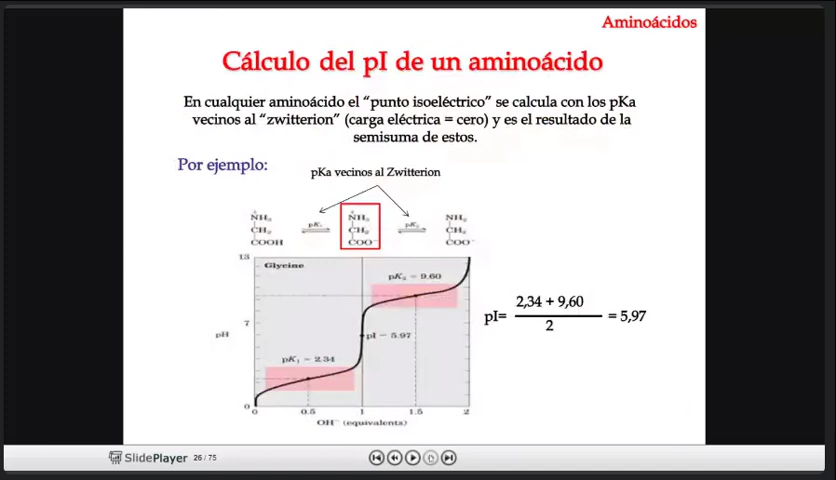 Aminoácidos
Cálculo del pI de un aminoácido
En cualquier aminoácido el “punto isoeléctrico” se calcula con los pKa
vecinos al “zwitterion” (carga eléctrica = cero) y es el resultado de la
semisuma de estos.
Por ejemplo:
pKa vecinos al Zwitterion
N̊H₃ N̊H₃ NH₂
pK₁ pK₂
CH₂ CH₂ CH₂
COOH COO⁻ COO⁻
13
Glycine
pK₂ = 9.60
2,34 + 9,60
pI= = 5,97
2
7
pH
pI = 5.97
pK₁ = 2.34
0
0 0.5 1 1.5 2
OH⁻ (equivalents)
SlidePlayer 26 / 75